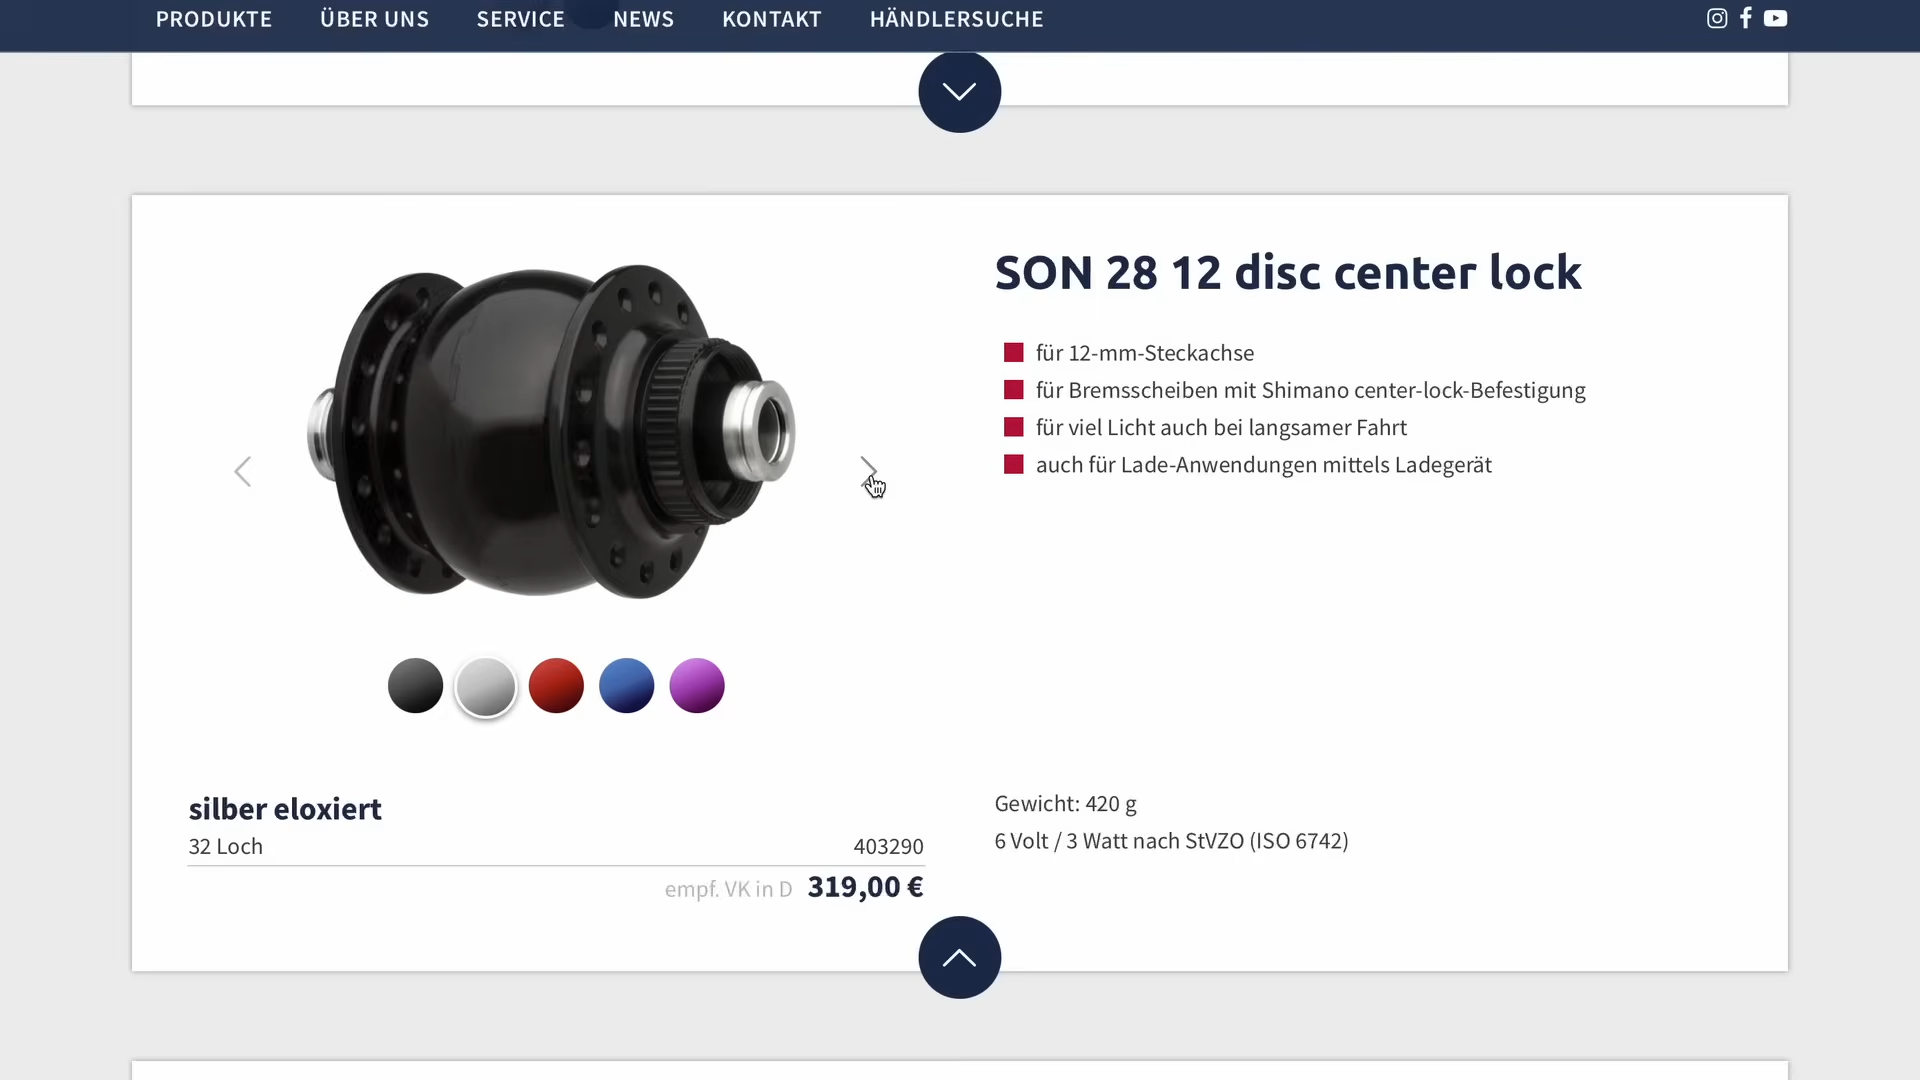 PRODUKTE ÜBER UNS SERVICE NEWS KONTAKT HÄNDLERSUCHE
SON 28 12 disc center lock
für 12-mm-Steckachse
für Bremsscheiben mit Shimano center-lock-Befestigung
für viel Licht auch bei langsamer Fahrt
auch für Lade-Anwendungen mittels Ladegerät
silber eloxiert
32 Loch 403290
empf. VK in D 319,00 €
Gewicht: 420 g
6 Volt / 3 Watt nach StVZO (ISO 6742)